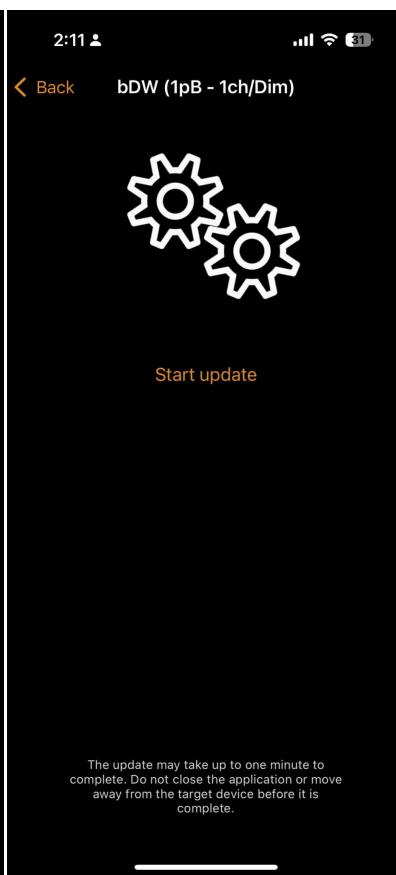 2:11
31
Back
bDW (1pB - 1ch/Dim)
Start update
The update may take up to one minute to
complete. Do not close the application or move
away from the target device before it is
complete.